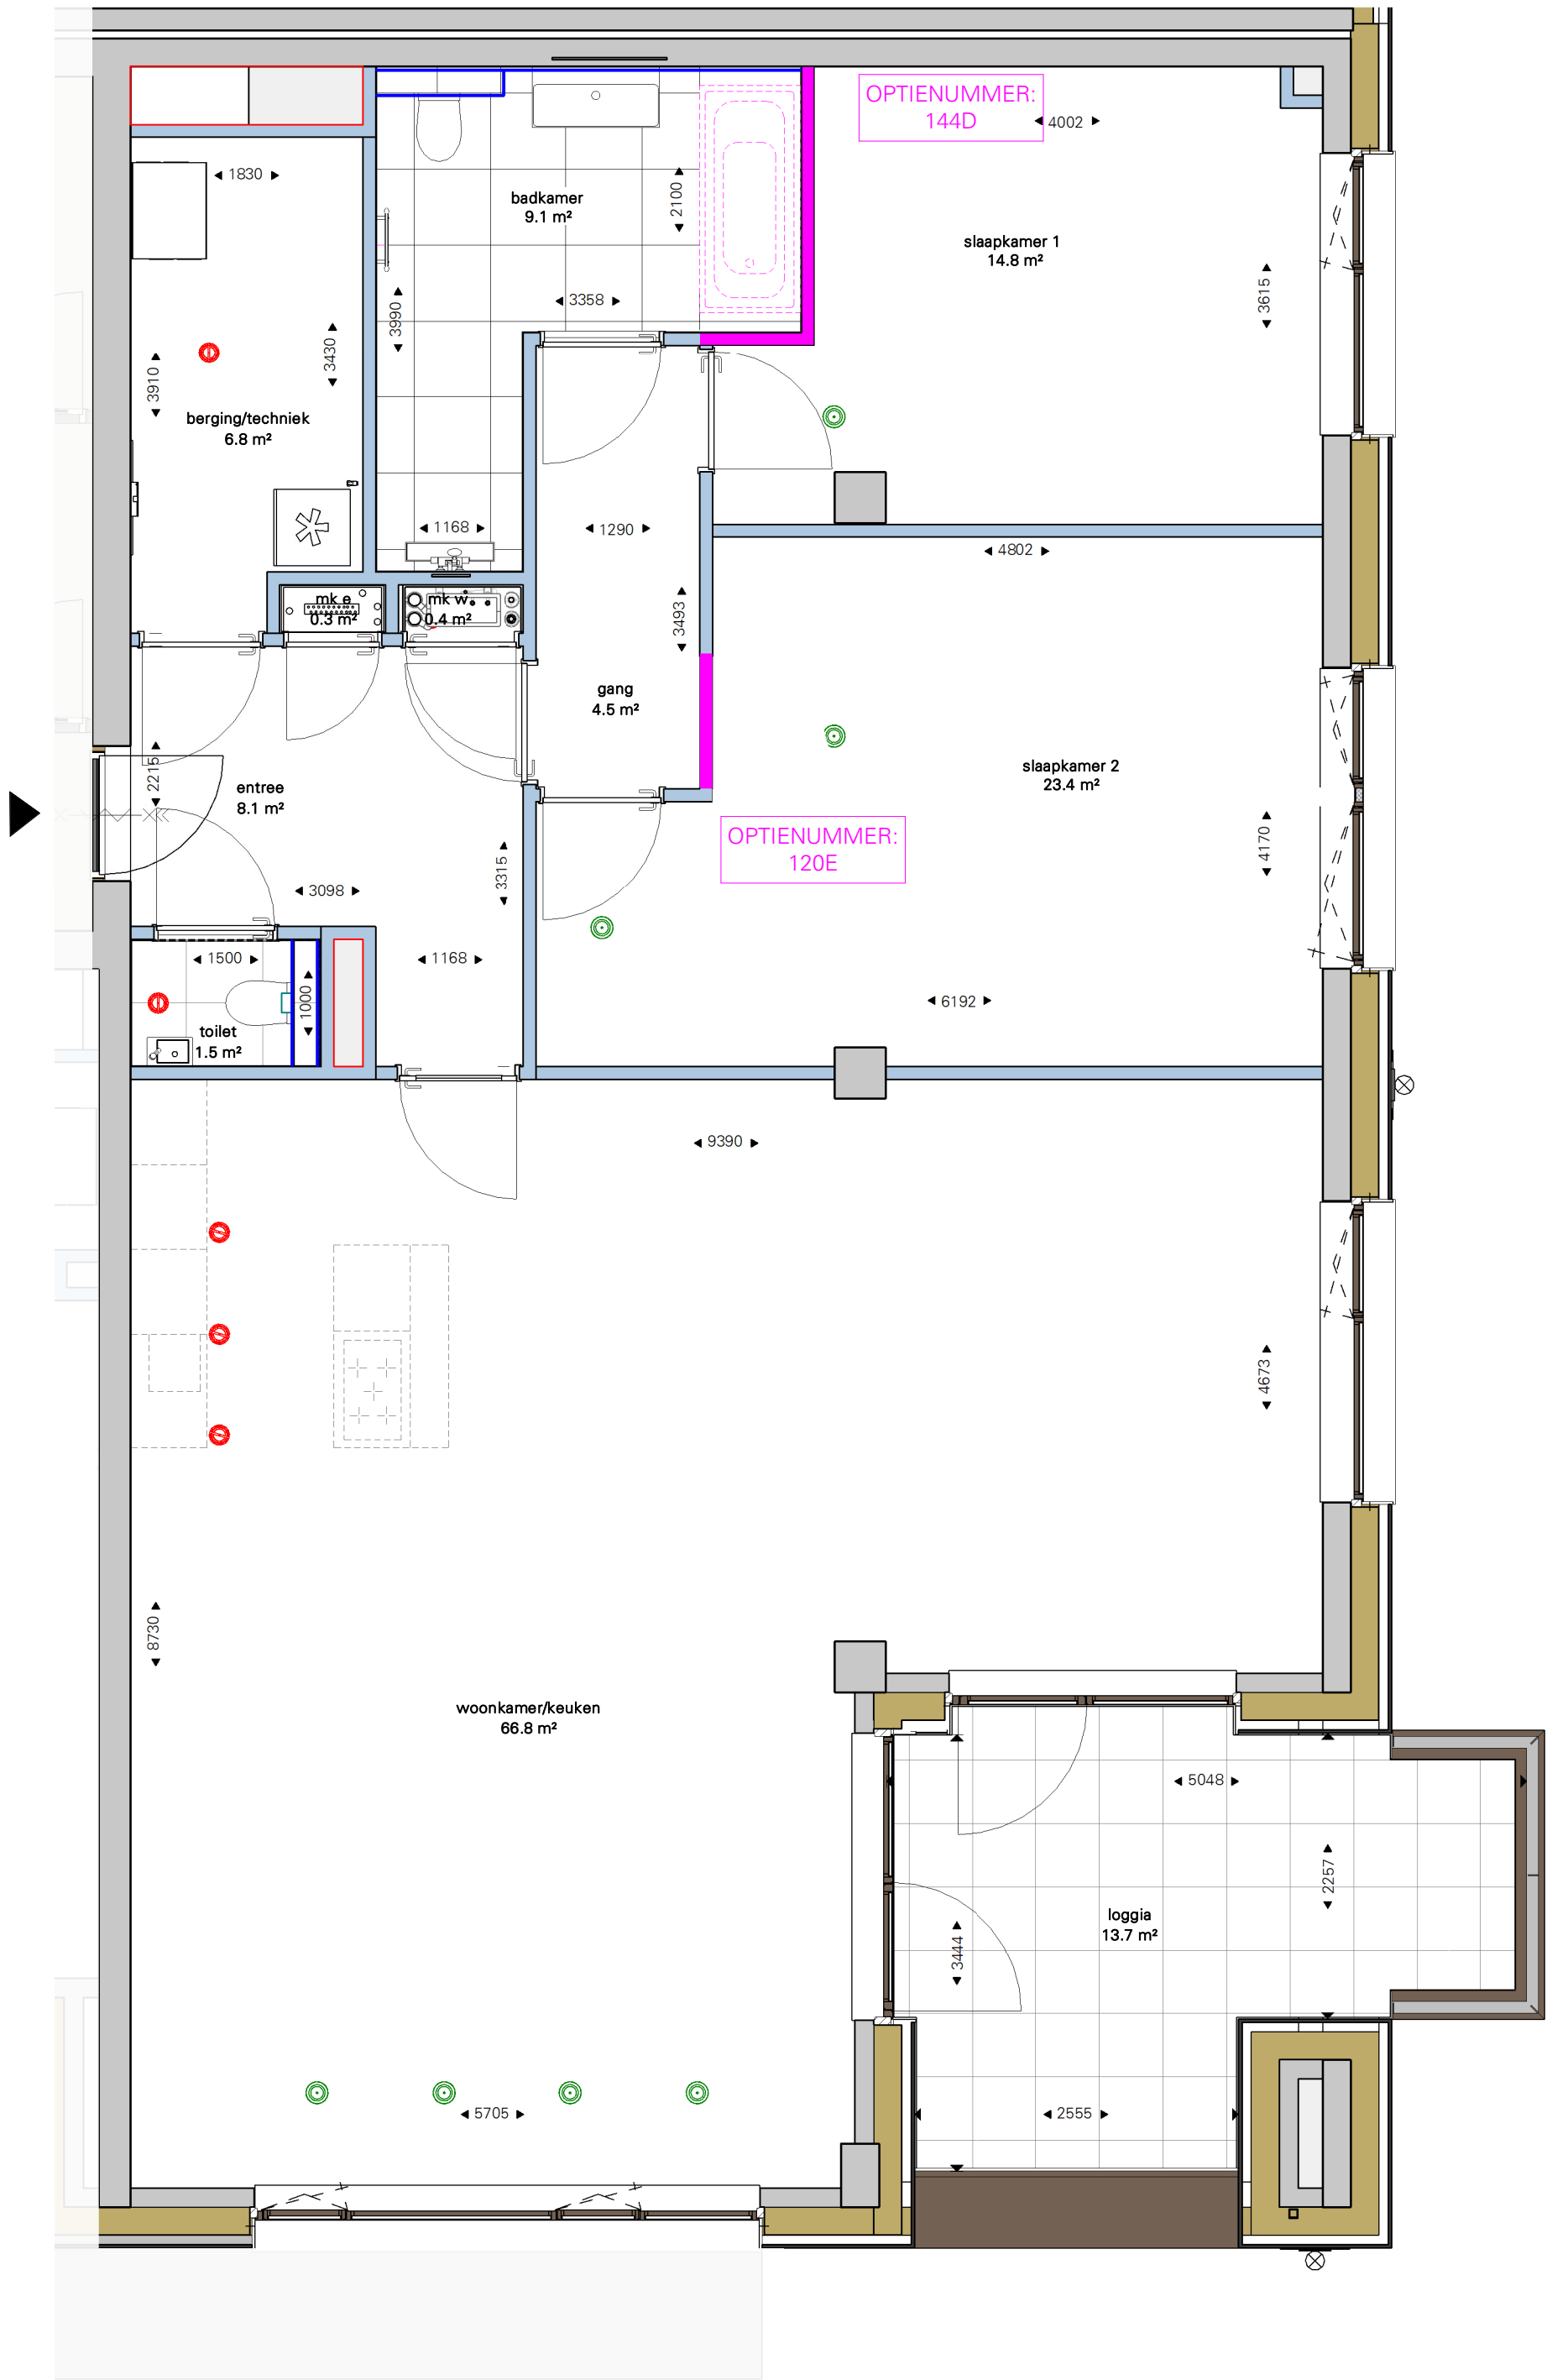 OPTIENUMMER:
144D
4002
1830
badkamer
9.1 m²
2100
slaapkamer 1
14.8 m²
3615
3358
3990
3430
3910
berging/techniek
6.8 m²
1168
1290
4802
mk e
0.3 m²
mk w
0.4 m²
3493
gang
4.5 m²
2215
entree
8.1 m²
slaapkamer 2
23.4 m²
OPTIENUMMER:
120E
4170
3315
3098
1500
1168
1000
6192
toilet
1.5 m²
9390
4673
8730
woonkamer/keuken
66.8 m²
5048
2257
loggia
13.7 m²
3444
5705
2555